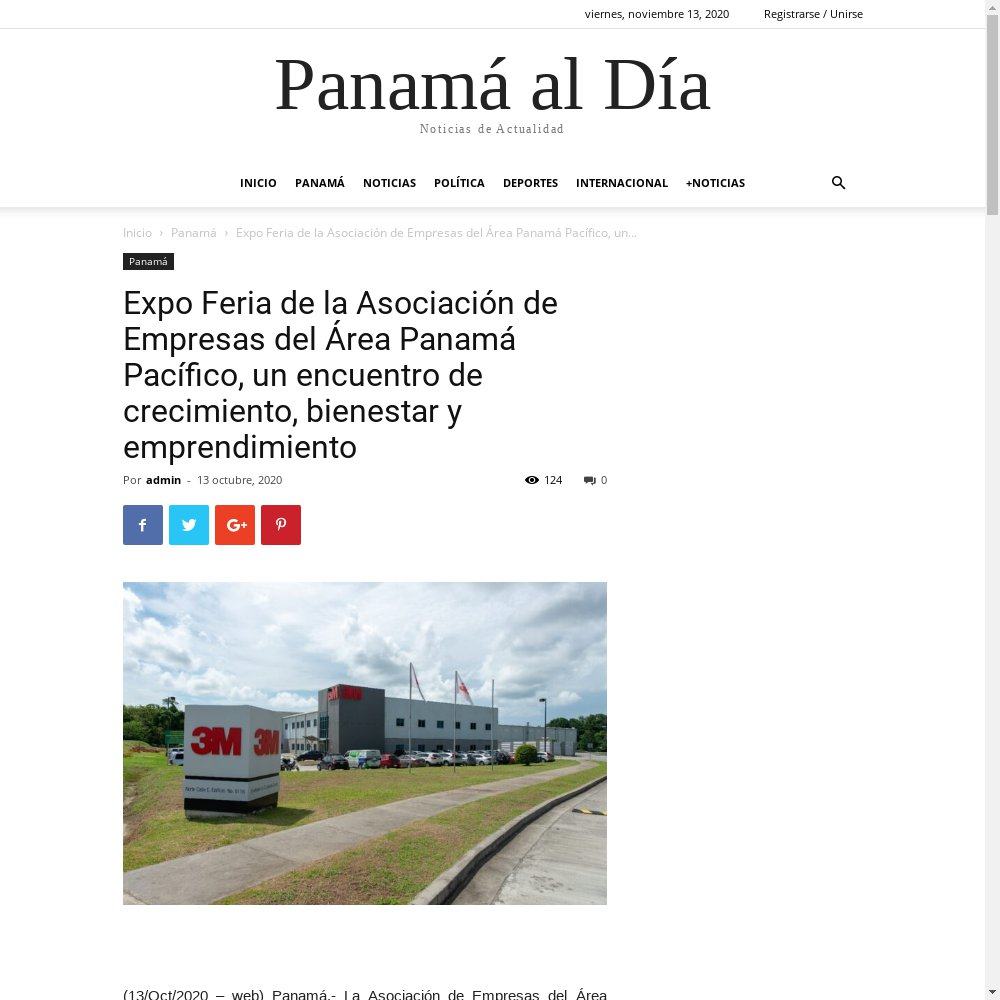 viernes, noviembre 13, 2020 Registrarse / Unirse
Panamá al Día
Noticias de Actualidad
INICIO PANAMÁ NOTICIAS POLÍTICA DEPORTES INTERNACIONAL +NOTICIAS
Inicio › Panamá › Expo Feria de la Asociación de Empresas del Área Panamá Pacífico, un...
Panamá
Expo Feria de la Asociación de
Empresas del Área Panamá
Pacífico, un encuentro de
crecimiento, bienestar y
emprendimiento
Por admin - 13 octubre, 2020 124 0
3M 3M
3M 3M
(13/Oct/2020 – web) Panamá.- La Asociación de Empresas del Área